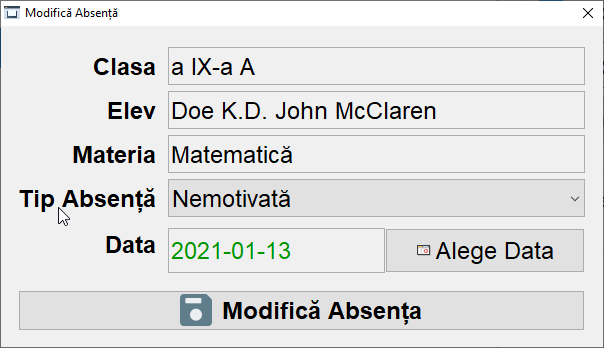 Modifică Absență
Clasa a IX-a A
Elev Doe K.D. John McClaren
Materia Matematică
Tip Absență Nemotivată
Data 2021-01-13 Alege Data
Modifică Absența